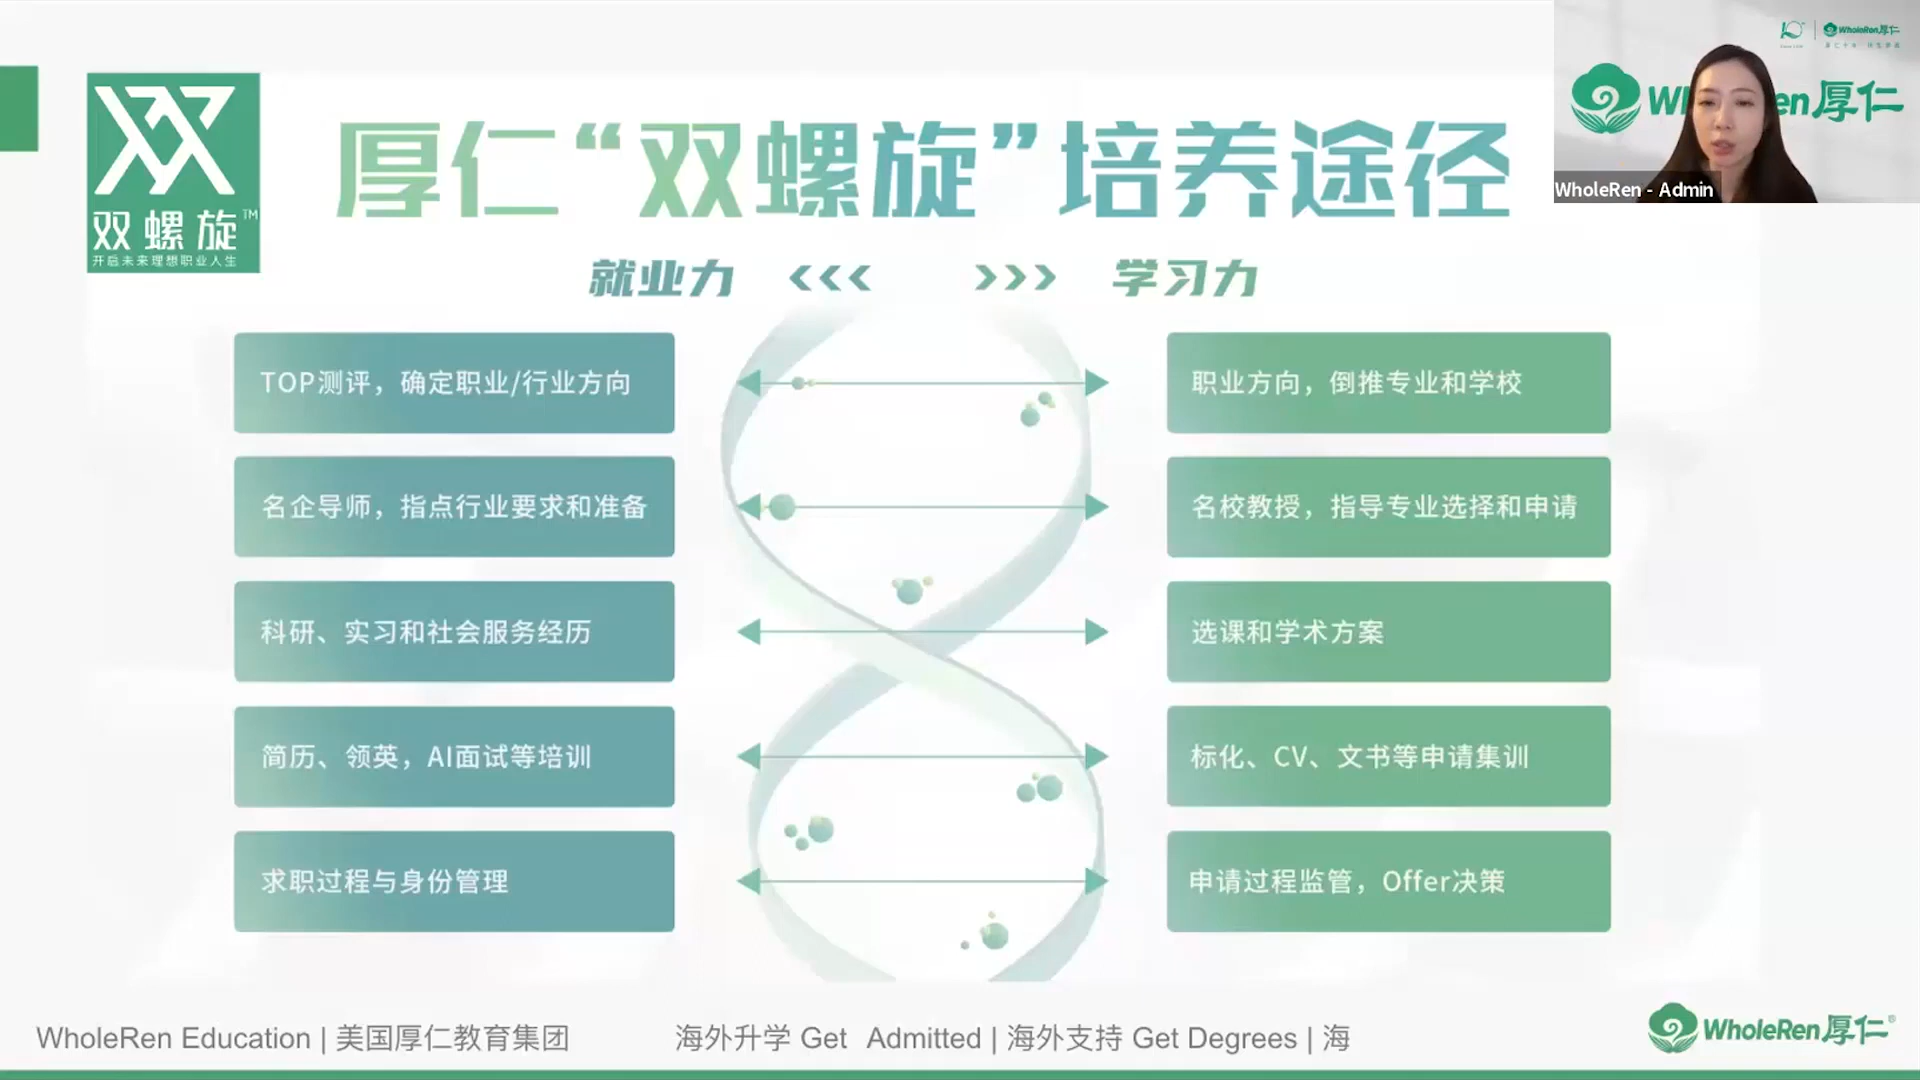 WholeRen厚仁
WholeRen - Admin
双螺旋™
开启未来理想职业人生
厚仁“双螺旋”培养途径
就业力 <<< >>> 学习力
TOP测评，确定职业/行业方向
职业方向，倒推专业和学校
名企导师，指点行业要求和准备
名校教授，指导专业选择和申请
科研、实习和社会服务经历
选课和学术方案
简历、领英，AI面试等培训
标化、CV、文书等申请集训
求职过程与身份管理
申请过程监管，Offer决策
WholeRen Education | 美国厚仁教育集团
海外升学 Get Admitted | 海外支持 Get Degrees | 海
WholeRen厚仁®